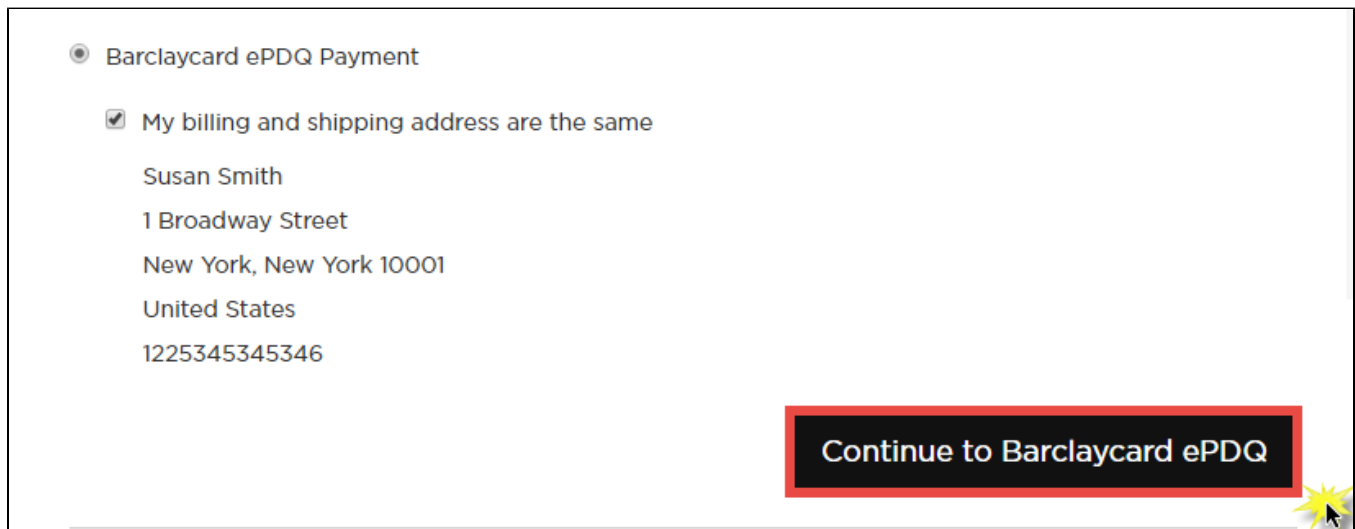 Barclaycard ePDQ Payment
My billing and shipping address are the same
Susan Smith
1 Broadway Street
New York, New York 10001
United States
1225345345346
Continue to Barclaycard ePDQ